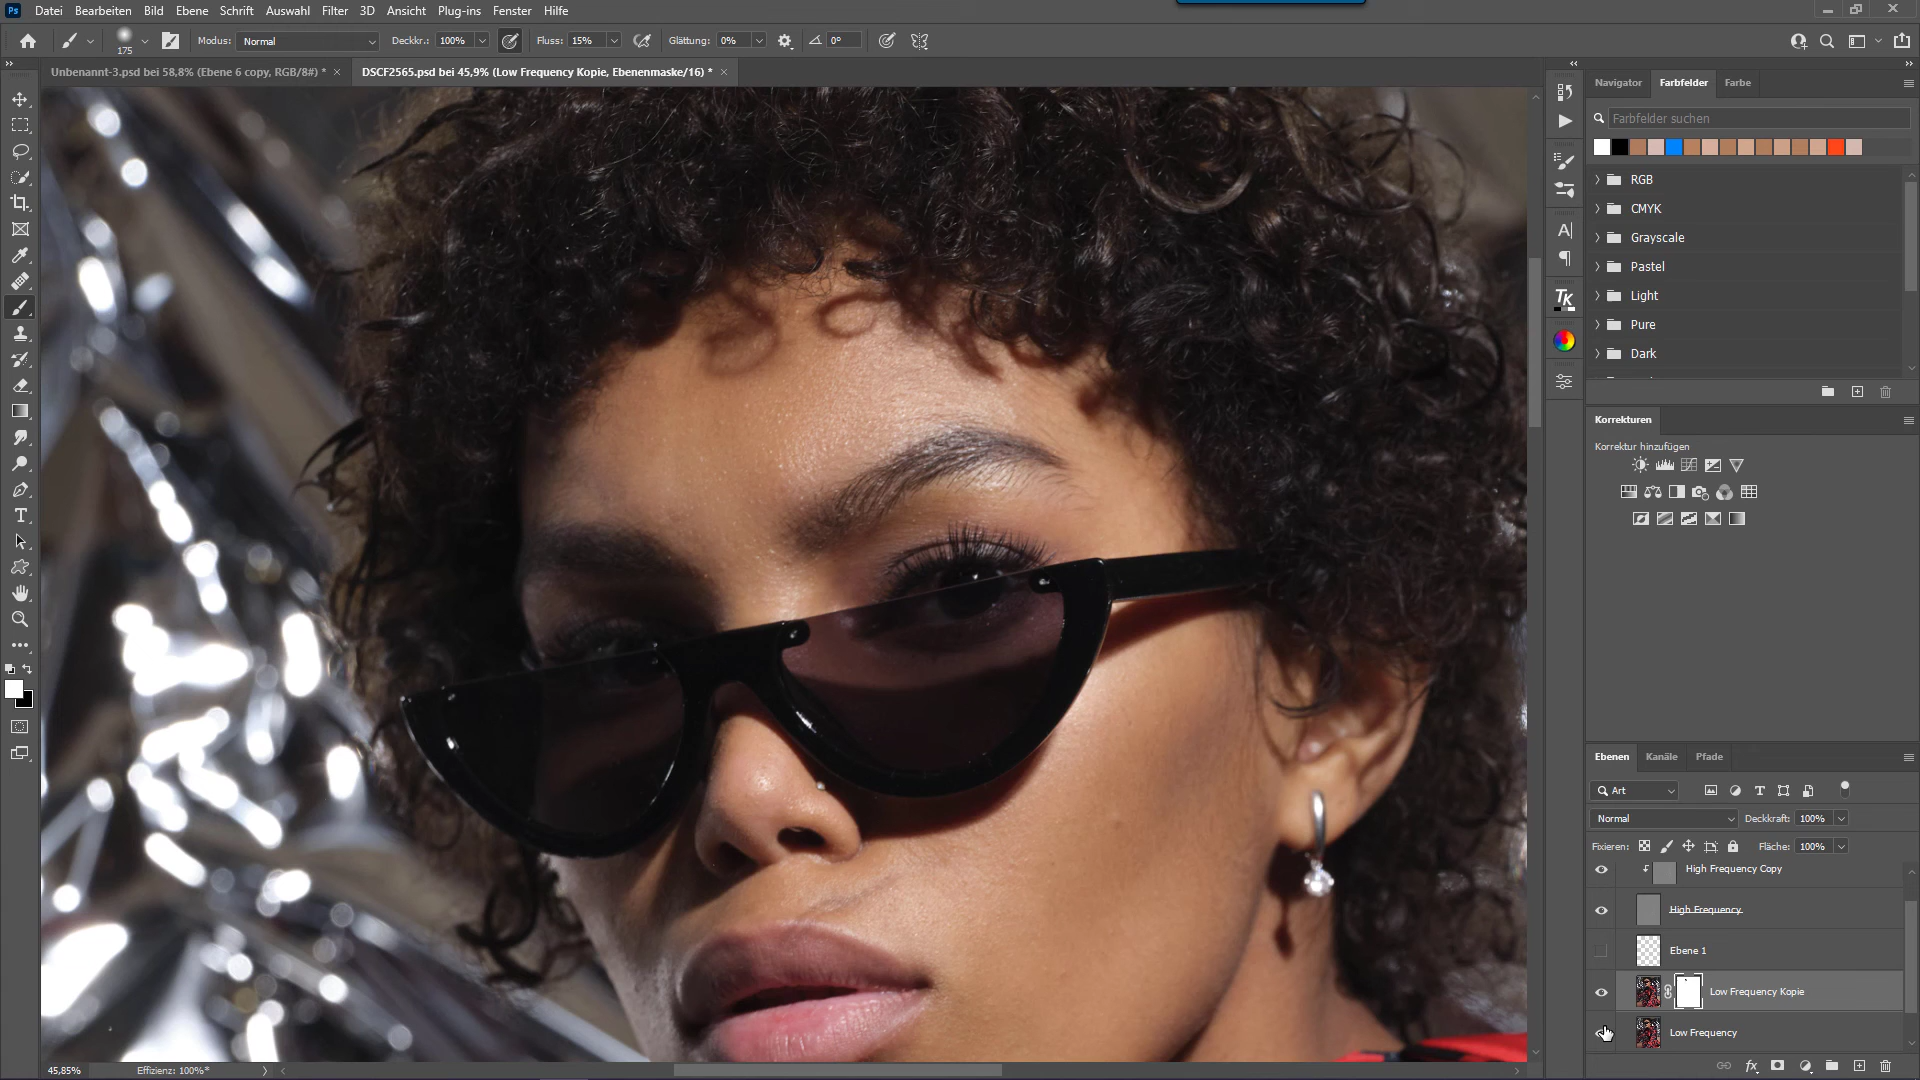 Ps Datei Bearbeiten Bild Ebene Schrift Auswahl Filter 3D Ansicht Plug-ins Fenster Hilfe
175 Modus: Normal Deckkr.: 100% Fluss: 15% Glättung: 0% 0°
Unbenannt-3.psd bei 58,8% (Ebene 6 copy, RGB/8#) *
DSCF2565.psd bei 45,9% (Low Frequency Kopie, Ebenenmaske/16) *
Navigator Farbfelder Farbe
Farbfelder suchen
RGB
CMYK
Grayscale
Pastel
Light
Pure
Dark
TK
Korrekturen
Korrektur hinzufügen
Ebenen Kanäle Pfade
Art
Normal Deckkraft: 100%
Fixieren: Fläche: 100%
High Frequency Copy
High Frequency
Ebene 1
Low Frequency Kopie
Low Frequency
45,85% Effizienz: 100%*